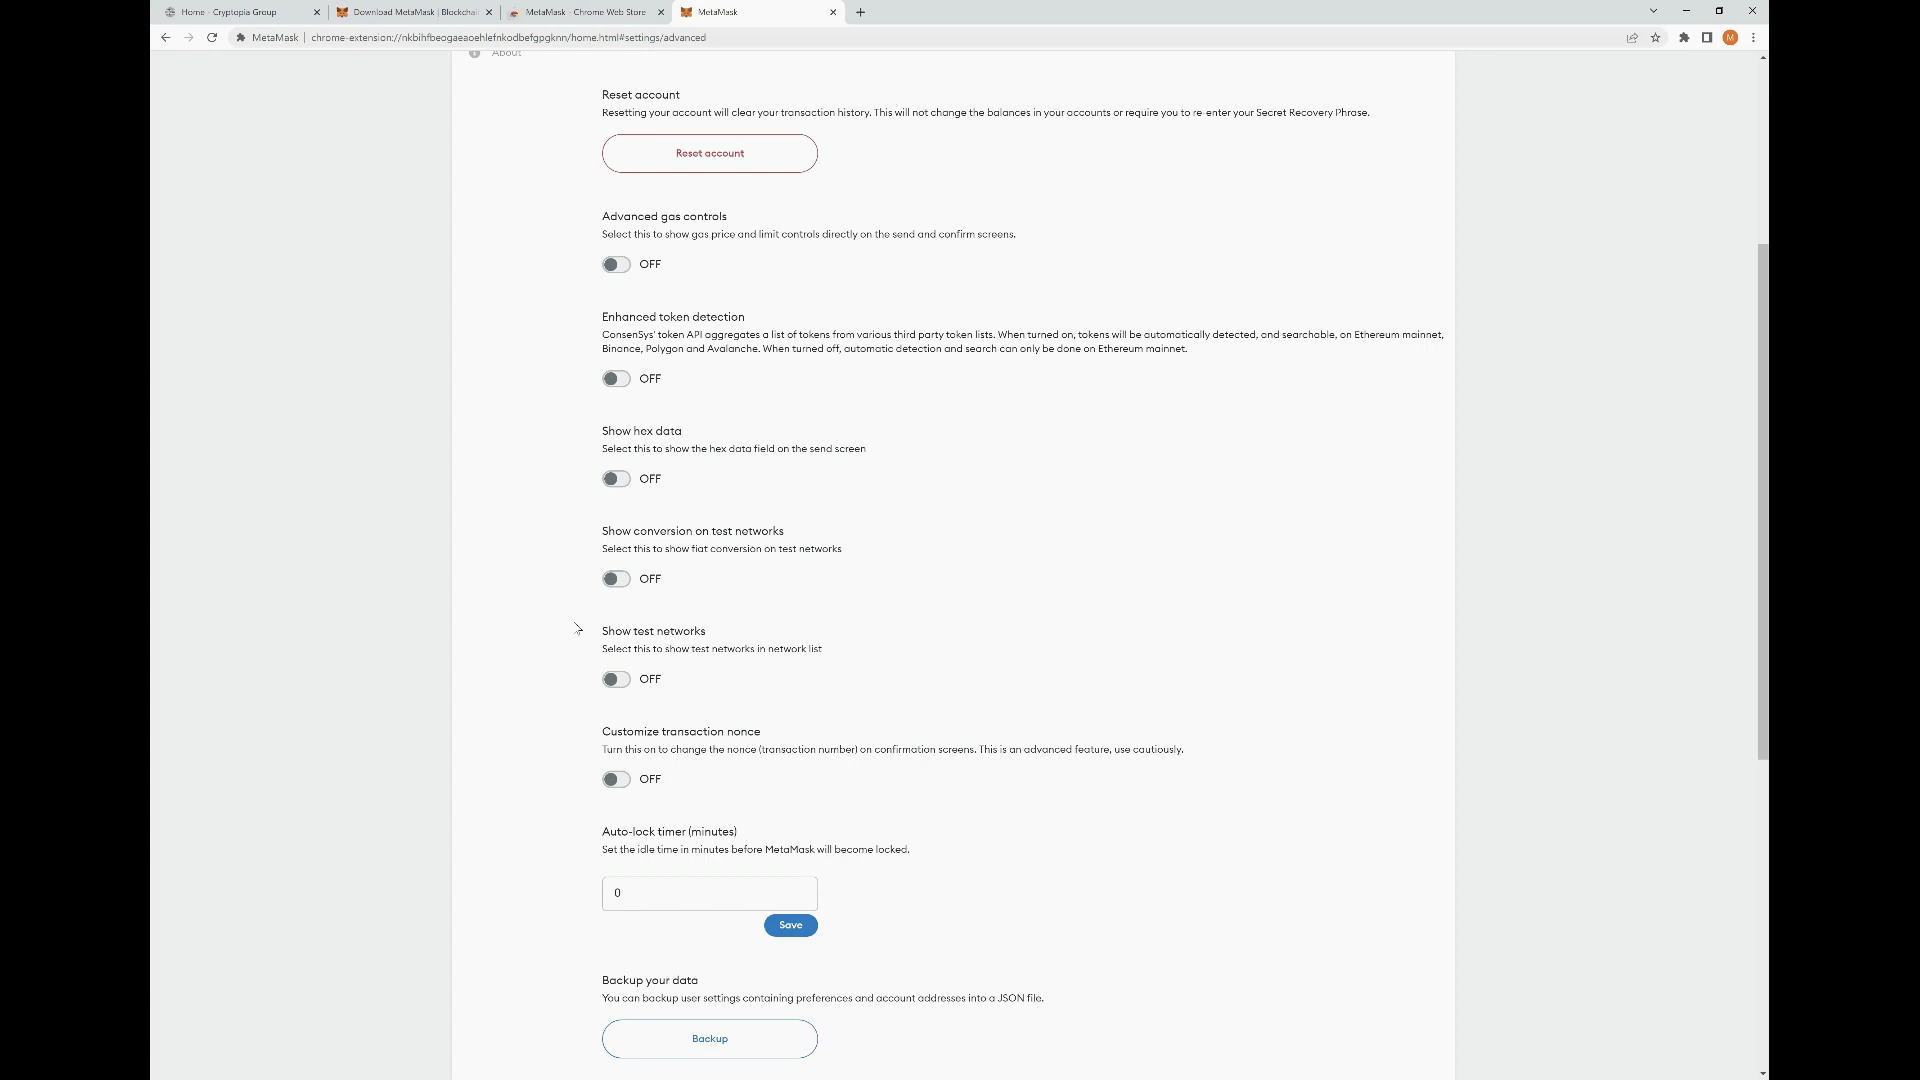 Home - Cryptopia Group
Download MetaMask | Blockchain
MetaMask - Chrome Web Store
MetaMask
MetaMask | chrome-extension://nkbihfbeogaeaoehlefnkodbefgpgknn/home.html#settings/advanced
M
About
Reset account
Resetting your account will clear your transaction history. This will not change the balances in your accounts or require you to re-enter your Secret Recovery Phrase.
Reset account
Advanced gas controls
Select this to show gas price and limit controls directly on the send and confirm screens.
OFF
Enhanced token detection
ConsenSys' token API aggregates a list of tokens from various third party token lists. When turned on, tokens will be automatically detected, and searchable, on Ethereum mainnet,
Binance, Polygon and Avalanche. When turned off, automatic detection and search can only be done on Ethereum mainnet.
OFF
Show hex data
Select this to show the hex data field on the send screen
OFF
Show conversion on test networks
Select this to show fiat conversion on test networks
OFF
Show test networks
Select this to show test networks in network list
OFF
Customize transaction nonce
Turn this on to change the nonce (transaction number) on confirmation screens. This is an advanced feature, use cautiously.
OFF
Auto-lock timer (minutes)
Set the idle time in minutes before MetaMask will become locked.
0
Save
Backup your data
You can backup user settings containing preferences and account addresses into a JSON file.
Backup